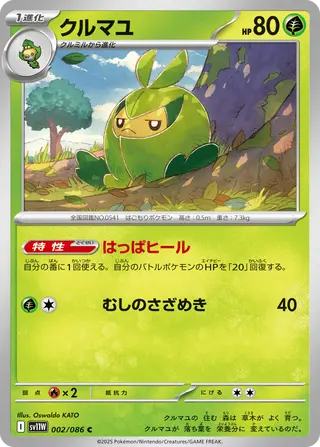 1進化
クルマユ
HP80
クルミルから進化
全国図鑑No.0541 はごもりポケモン 高さ:0.5m 重さ:7.3kg
特性 とくせい はっぱヒール
自分の番に1回使える。自分のバトルポケモンのHPを「20」回復する。
むしのさざめき 40
弱点 ×2 抵抗力 にげる
Illus. Oswaldo KATO
I sv11W 002/086 C
クルマユの 住む 森は 草木が よく 育つ。
クルマユが 落ち葉を 栄養分に 変えているのだ。
©2025 Pokémon/Nintendo/Creatures/GAME FREAK.